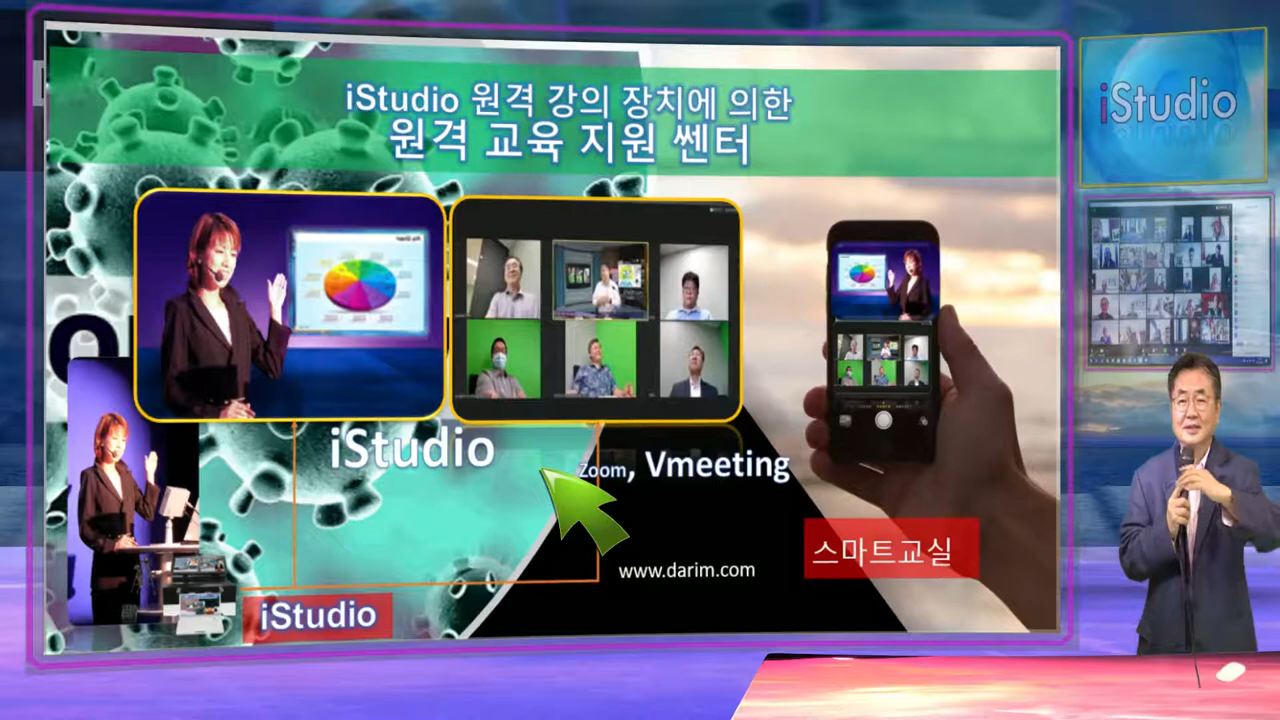 iStudio 원격 강의 장치에 의한
원격 교육 지원 쎈터
iStudio
iStudio
Zoom, Vmeeting
www.darim.com
스마트교실
iStudio